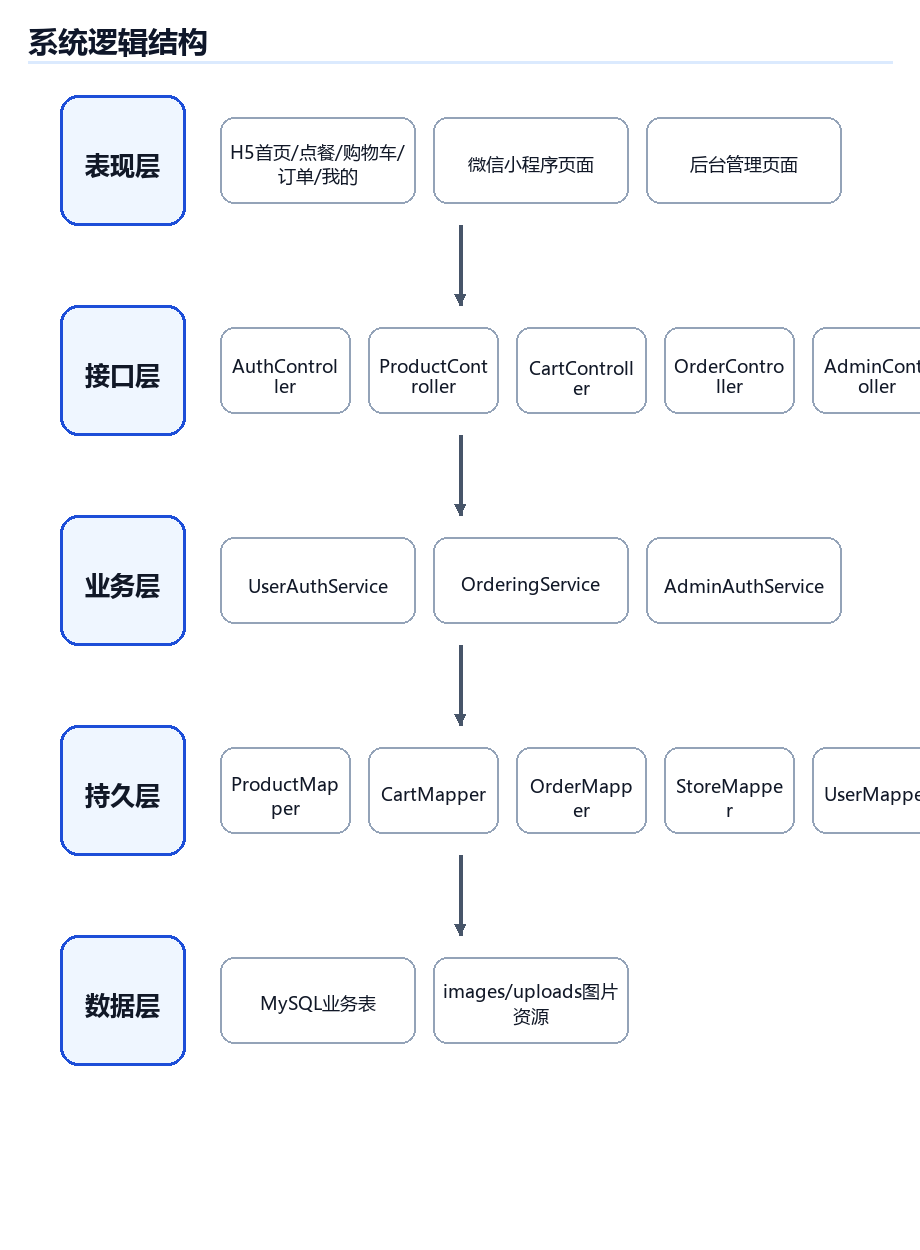 系统逻辑结构
表现层
H5首页/点餐/购物车/
订单/我的
微信小程序页面
后台管理页面
接口层
AuthControl
ler
ProductCont
roller
CartControll
er
OrderContro
ller
AdminCont
oller
业务层
UserAuthService
OrderingService
AdminAuthService
持久层
ProductMap
per
CartMapper
OrderMapp
er
StoreMappe
r
UserMappe
数据层
MySQL业务表
images/uploads图片
资源